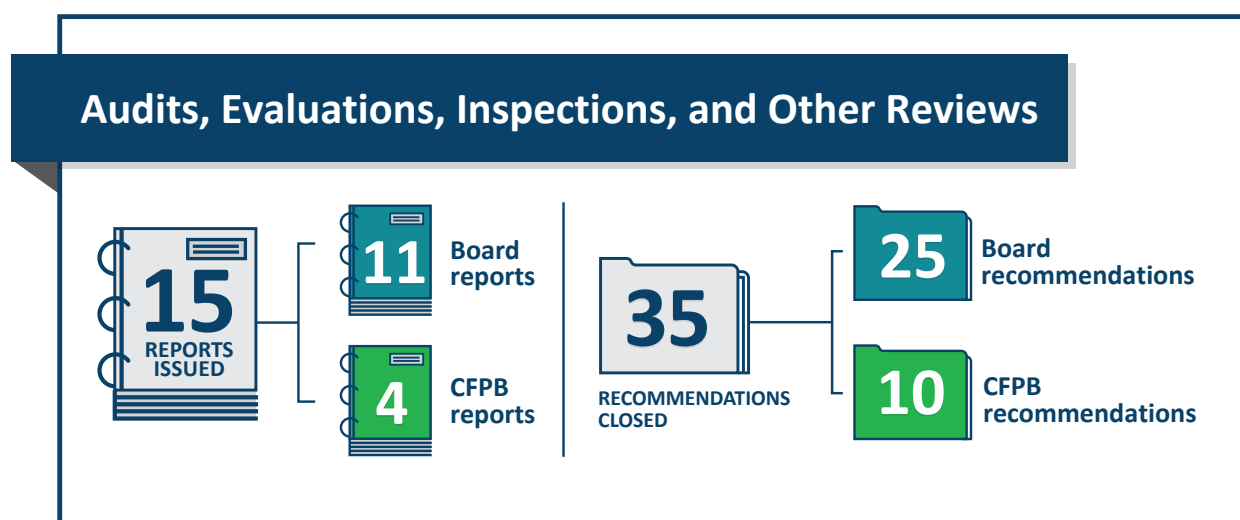 Audits, Evaluations, Inspections, and Other Reviews
15
REPORTS
ISSUED
11
Board
reports
4
CFPB
reports
35
RECOMMENDATIONS
CLOSED
25
Board
recommendations
10
CFPB
recommendations